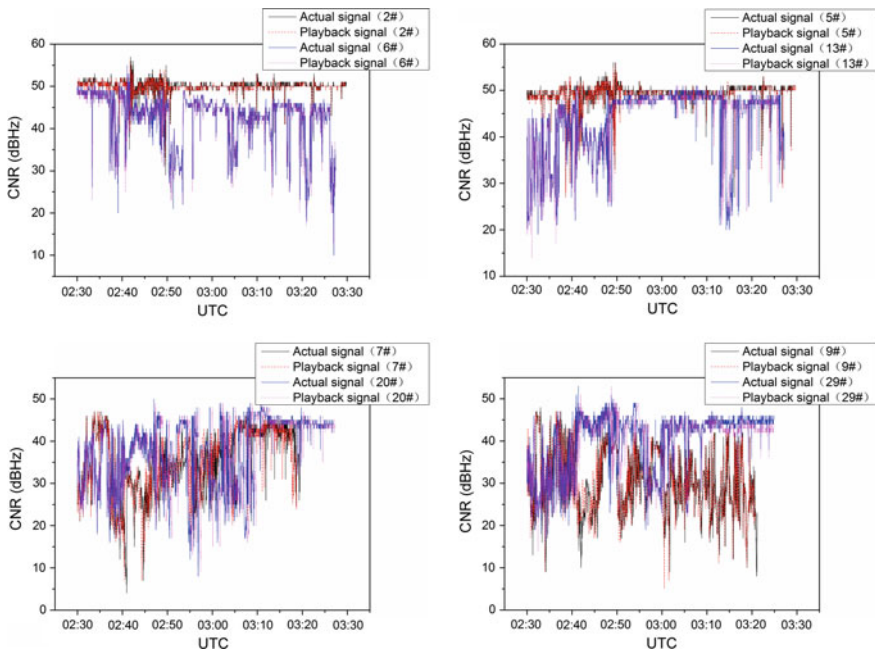 Actual signal（2#）
Playback signal（2#）
Actual signal（6#）
Playback signal（6#）
60
50
40
30
20
10
CNR (dBHz)
02:30 02:40 02:50 03:00 03:10 03:20 03:30
UTC
Actual signal（5#）
Playback signal（5#）
Actual signal（13#）
Playback signal（13#）
60
50
40
30
20
10
CNR (dBHz)
02:30 02:40 02:50 03:00 03:10 03:20 03:30
UTC
Actual signal（7#）
Playback signal（7#）
Actual signal（20#）
Playback signal（20#）
50
40
30
20
10
0
CNR (dBHz)
02:30 02:40 02:50 03:00 03:10 03:20 03:30
UTC
Actual signal（9#）
Playback signal（9#）
Actual signal（29#）
Playback signal（29#）
50
40
30
20
10
0
CNR (dBHz)
02:30 02:40 02:50 03:00 03:10 03:20 03:30
UTC